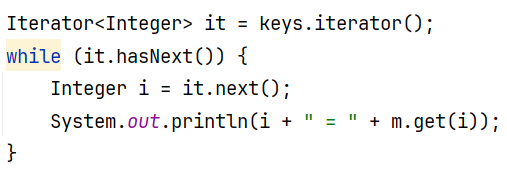 Iterator<Integer> it = keys.iterator();
while (it.hasNext()) {
    Integer i = it.next();
    System.out.println(i + " = " + m.get(i));
}